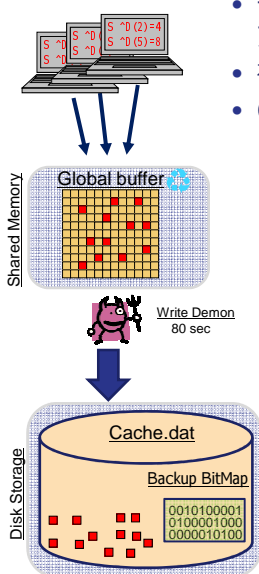 S ^D(2)=4
S ^D(5)=8
Global buffer
Shared Memory
Write Demon
80 sec
Cache.dat
Backup BitMap
0010100001
0100001000
0000010100
Disk Storage